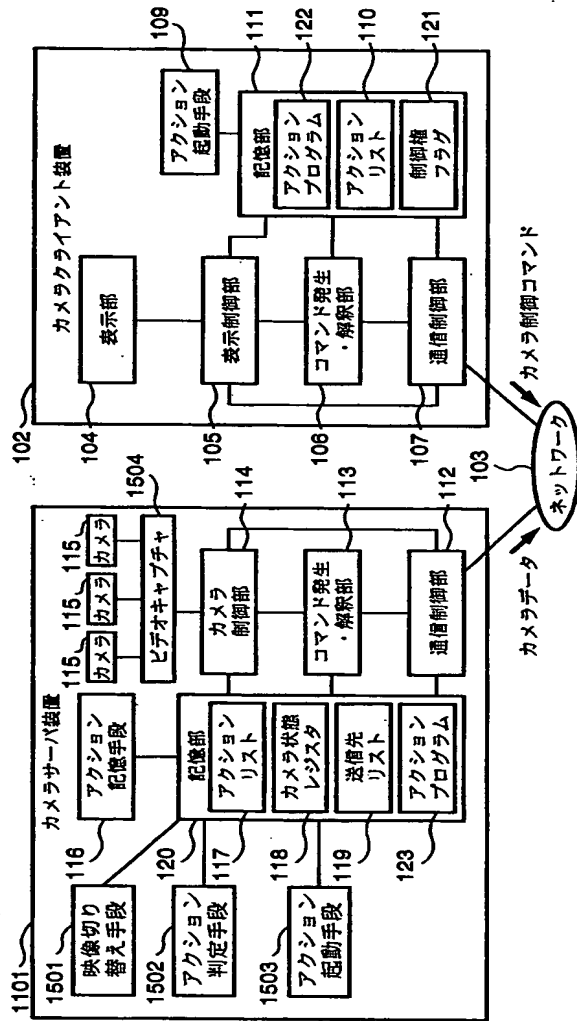 1101
カメラサーバ装置
1501
映像切り
替え手段
116
アクション
記憶手段
115
カメラ
115
カメラ
115
カメラ
1504
ビデオキャプチャ
1502
アクション
判定手段
120
記憶部
117
アクション
リスト
118
カメラ状態
レジスタ
119
送信先
リスト
123
アクション
プログラム
1503
アクション
起動手段
114
カメラ
制御部
113
コマンド発生
・解釈部
112
通信制御部
カメラデータ
102
カメラクライアント装置
104
表示部
105
表示制御部
106
コマンド発生
・解釈部
107
通信制御部
109
アクション
起動手段
111
記憶部
122
アクション
プログラム
110
アクション
リスト
121
制御権
フラグ
カメラ制御コマンド
103
ネットワーク